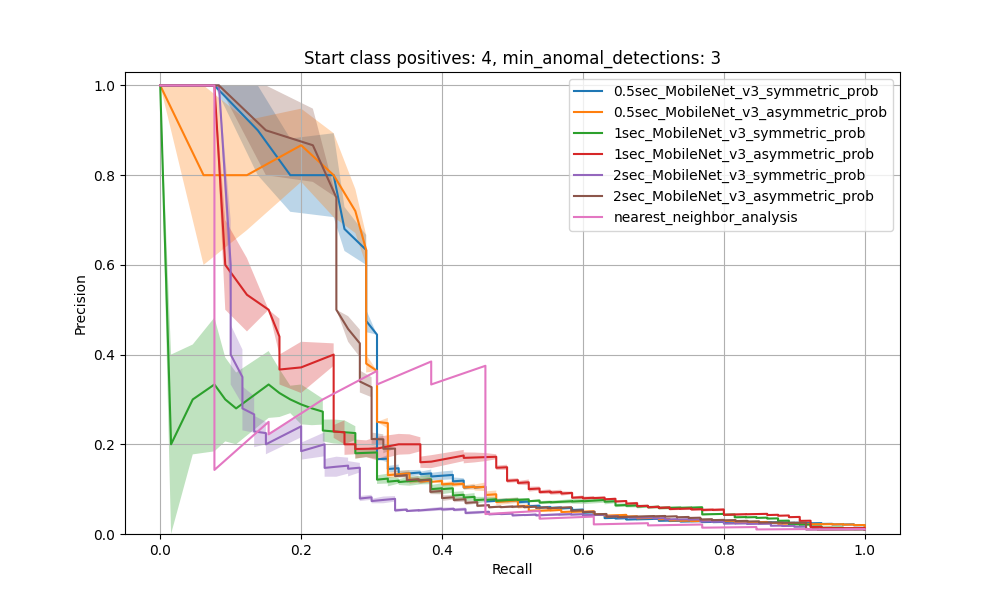 Start class positives: 4, min_anomal_detections: 3
1.0
0.8
0.6
0.4
0.2
0.0
Precision
0.5sec_MobileNet_v3_symmetric_prob
0.5sec_MobileNet_v3_asymmetric_prob
1sec_MobileNet_v3_symmetric_prob
1sec_MobileNet_v3_asymmetric_prob
2sec_MobileNet_v3_symmetric_prob
2sec_MobileNet_v3_asymmetric_prob
nearest_neighbor_analysis
0.0 0.2 0.4 0.6 0.8 1.0
Recall